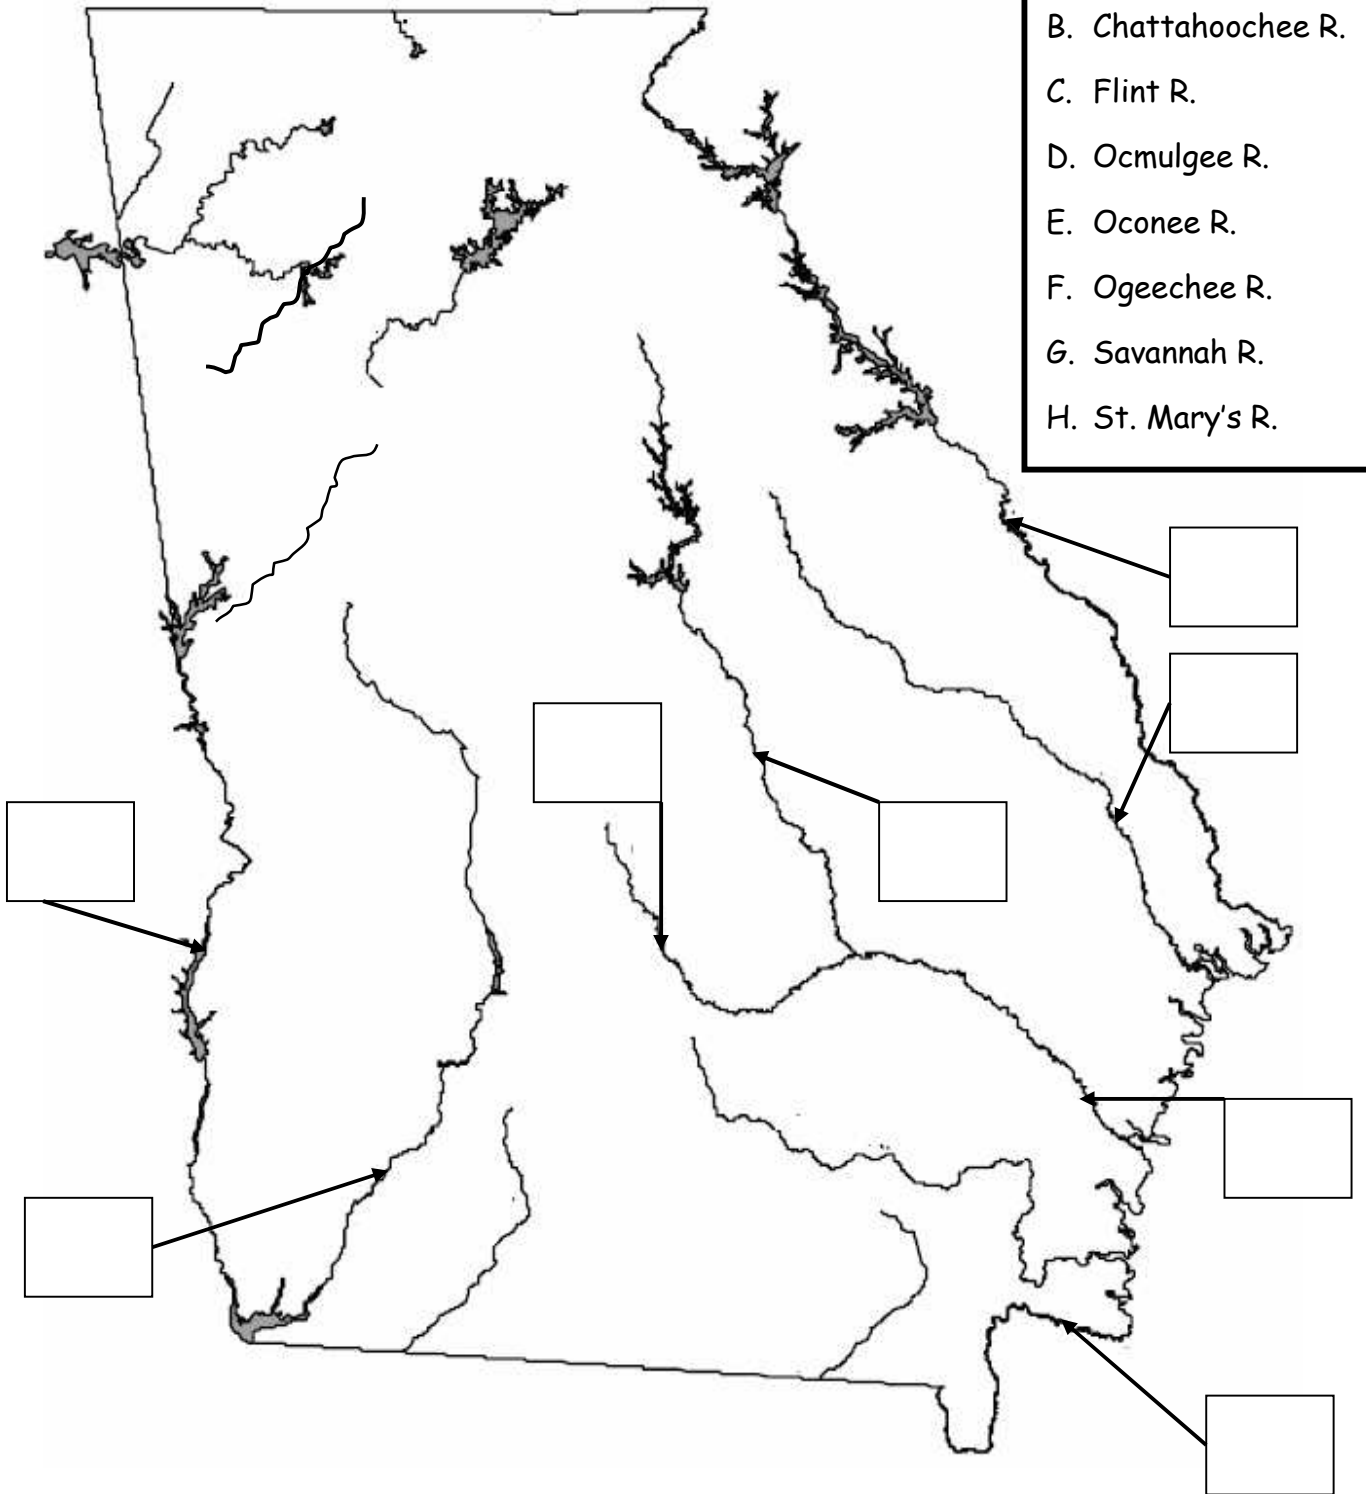 B. Chattahoochee R.
C. Flint R.
D. Ocmulgee R.
E. Oconee R.
F. Ogeechee R.
G. Savannah R.
H. St. Mary's R.